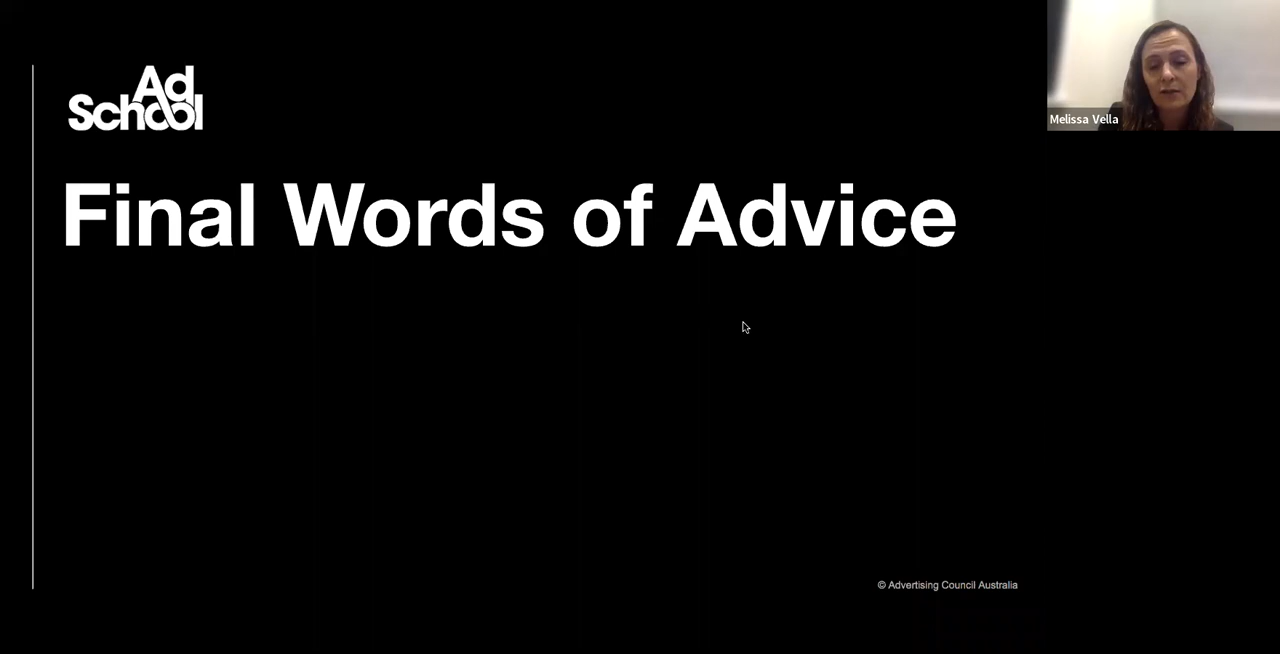 Ad
School
Melissa Vella
Final Words of Advice
© Advertising Council Australia